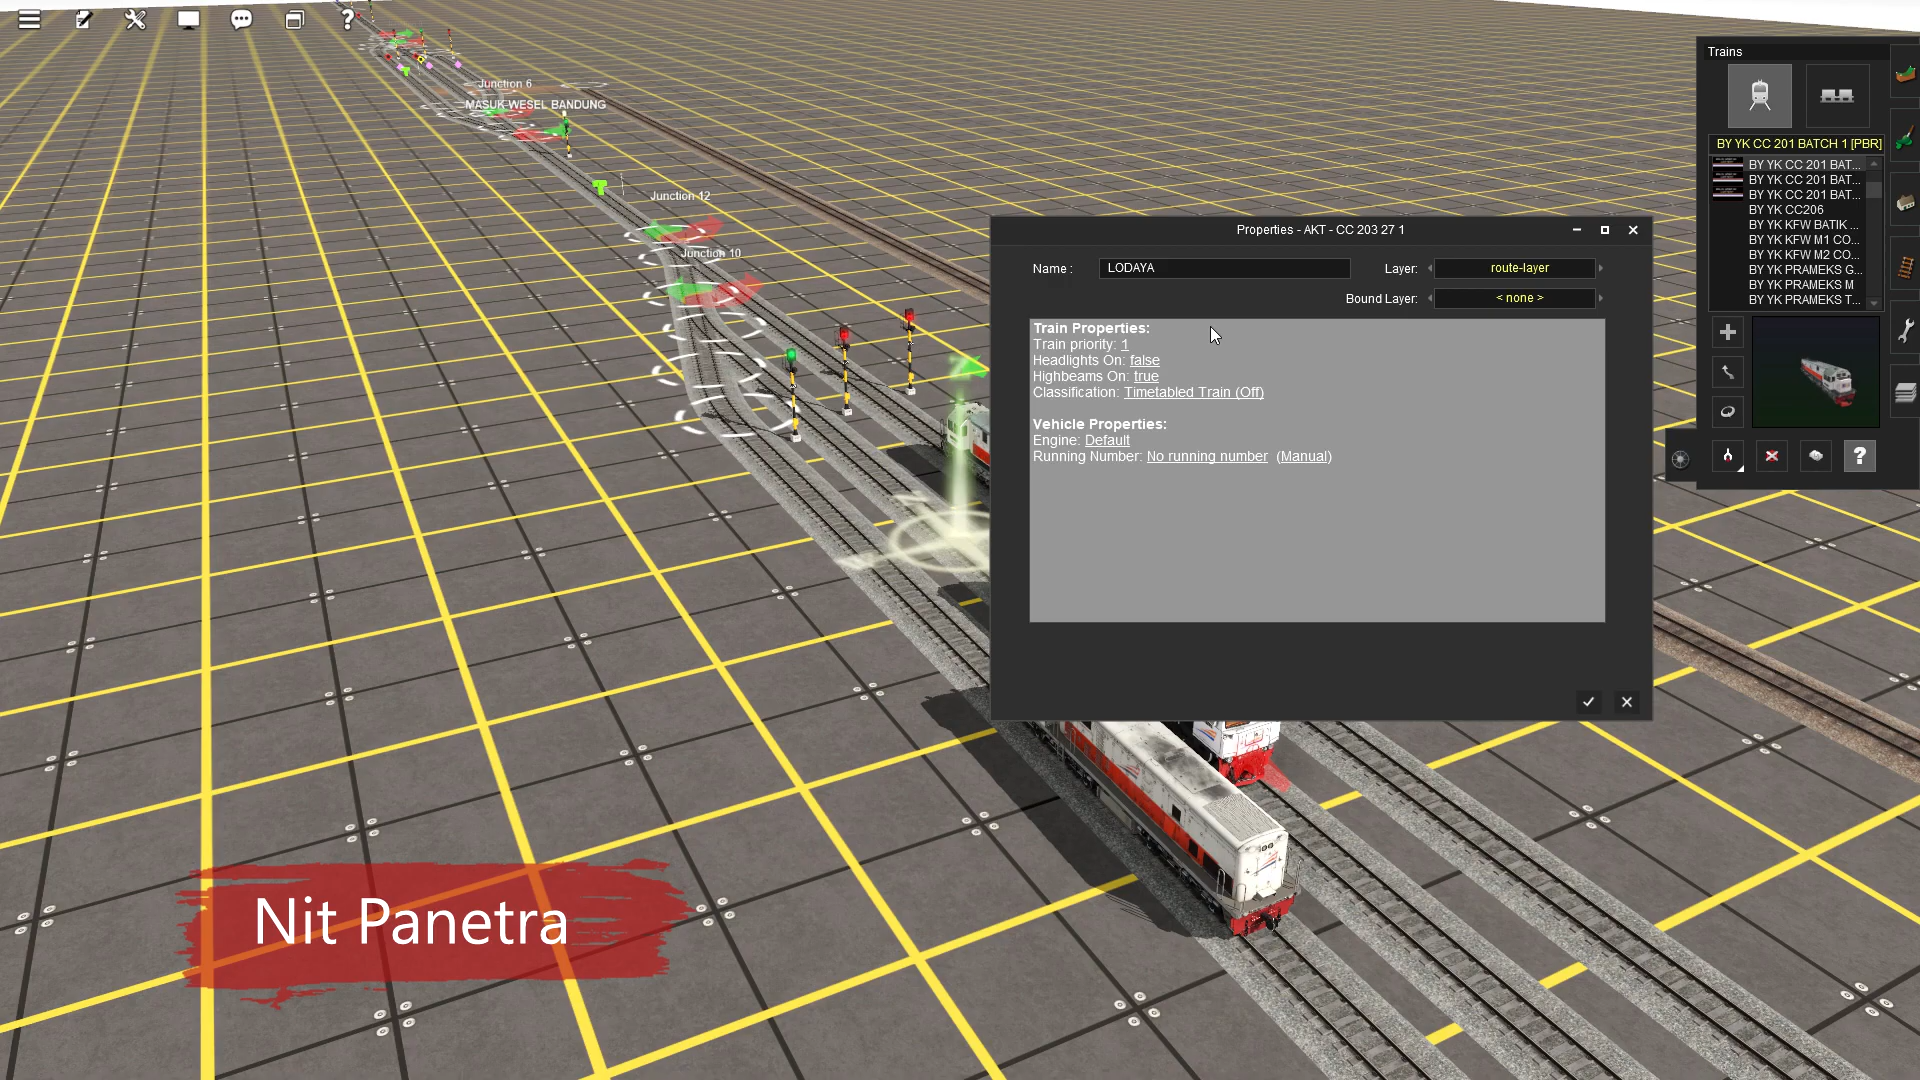 Junction 6
MASUK WESEL BANDUNG
Junction 12
Junction 10
Properties - AKT - CC 203 27 1
Name :
LODAYA
Layer:
route-layer
Bound Layer:
< none >
Train Properties:
Train priority: 1
Headlights On: false
Highbeams On: true
Classification: Timetabled Train (Off)
Vehicle Properties:
Engine: Default
Running Number: No running number (Manual)
Trains
BY YK CC 201 BATCH 1 [PBR]
BY YK CC 201 BAT...
BY YK CC 201 BAT...
BY YK CC 201 BAT...
BY YK CC206
BY YK KFW BATIK ...
BY YK KFW M1 CO...
BY YK KFW M2 CO...
BY YK PRAMEKS G...
BY YK PRAMEKS M
BY YK PRAMEKS T...
Nit Panetra